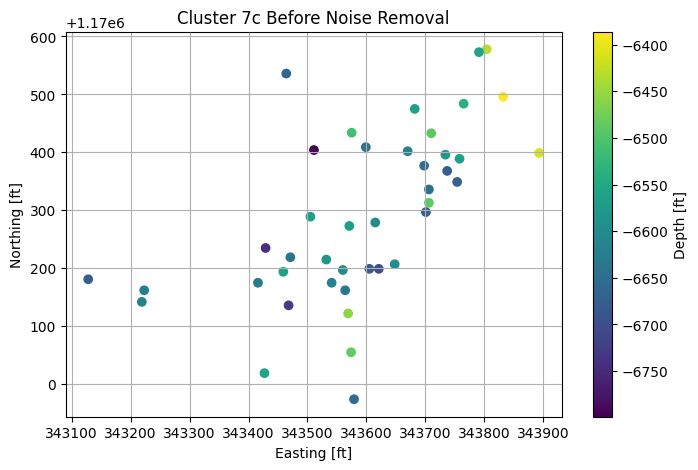 Cluster 7c Before Noise Removal
+1.17e6
600
500
400
300
200
100
0
Northing [ft]
343100 343200 343300 343400 343500 343600 343700 343800 343900
Easting [ft]
−6400
−6450
−6500
−6550
−6600
−6650
−6700
−6750
Depth [ft]